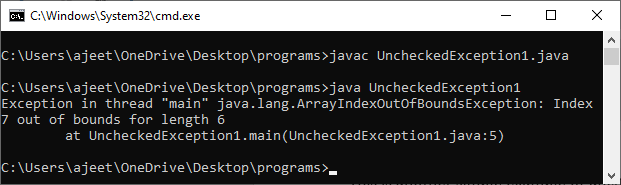 C:\Windows\System32\cmd.exe
C:\Users\ajeet\OneDrive\Desktop\programs>javac UncheckedException1.java
C:\Users\ajeet\OneDrive\Desktop\programs>java UncheckedException1
Exception in thread "main" java.lang.ArrayIndexOutOfBoundsException: Index
7 out of bounds for length 6
at UncheckedException1.main(UncheckedException1.java:5)
C:\Users\ajeet\OneDrive\Desktop\programs>